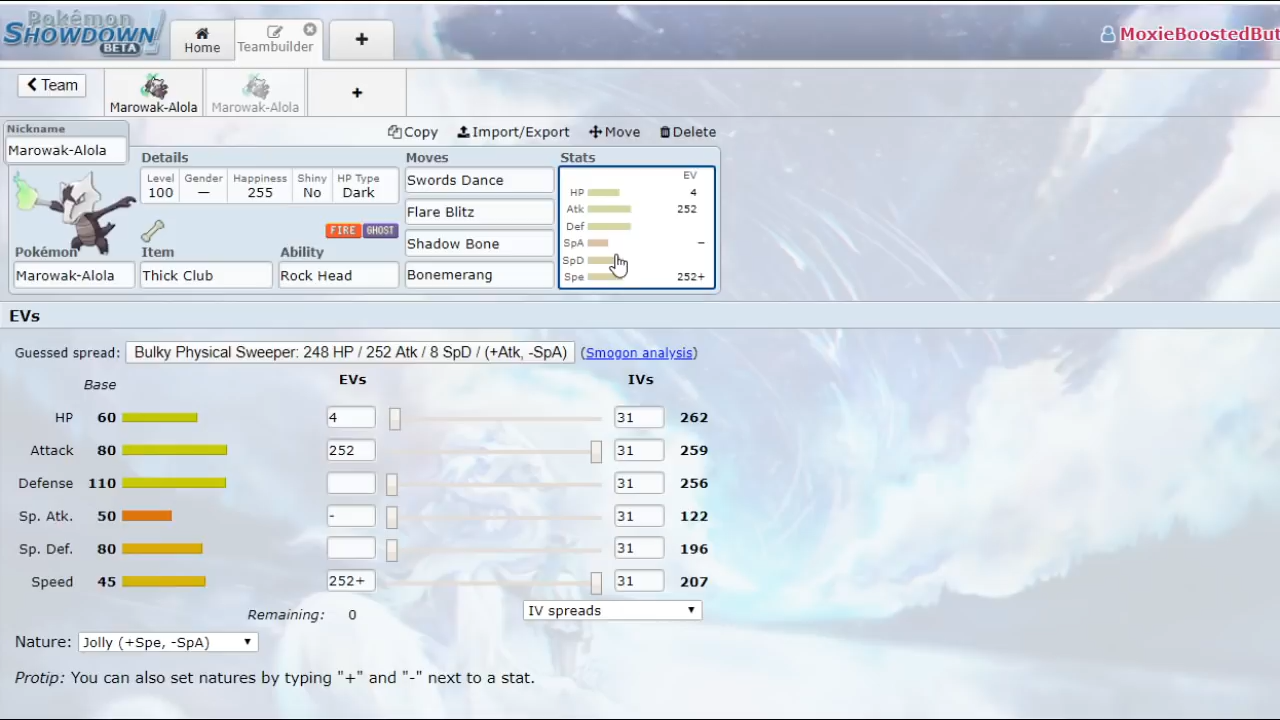 Pokémon
SHOWDOWN!
BETA
Home
Teambuilder
+
MoxieBoostedBut
Team
Marowak-Alola
Marowak-Alola
+
Nickname
Marowak-Alola
Copy
Import/Export
Move
Delete
Details
Level
100
Gender
—
Happiness
255
Shiny
No
HP Type
Dark
FIRE GHOST
Pokémon
Marowak-Alola
Item
Thick Club
Ability
Rock Head
Moves
Swords Dance
Flare Blitz
Shadow Bone
Bonemerang
Stats
EV
HP 4
Atk 252
Def
SpA −
SpD
Spe 252+
EVs
Guessed spread: Bulky Physical Sweeper: 248 HP / 252 Atk / 8 SpD / (+Atk, -SpA) (Smogon analysis)
Base EVs IVs
HP 60 4 31 262
Attack 80 252 31 259
Defense 110 31 256
Sp. Atk. 50 - 31 122
Sp. Def. 80 31 196
Speed 45 252+ 31 207
Remaining: 0 IV spreads
Nature: Jolly (+Spe, -SpA)
Protip: You can also set natures by typing "+" and "-" next to a stat.